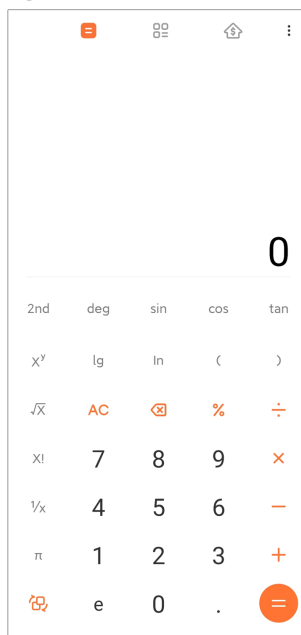 0
2nd deg sin cos tan
Xʸ lg ln ( )
√X AC % ÷
X! 7 8 9 ×
¹/x 4 5 6 −
π 1 2 3 +
e 0 . =